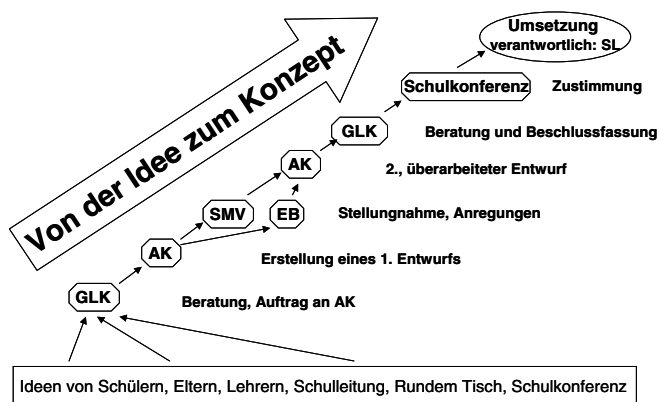 Umsetzung
verantwortlich: SL
Von der Idee zum Konzept
Schulkonferenz Zustimmung
GLK Beratung und Beschlussfassung
AK 2., überarbeiteter Entwurf
SMV EB Stellungnahme, Anregungen
AK Erstellung eines 1. Entwurfs
GLK Beratung, Auftrag an AK
Ideen von Schülern, Eltern, Lehrern, Schulleitung, Rundem Tisch, Schulkonferenz